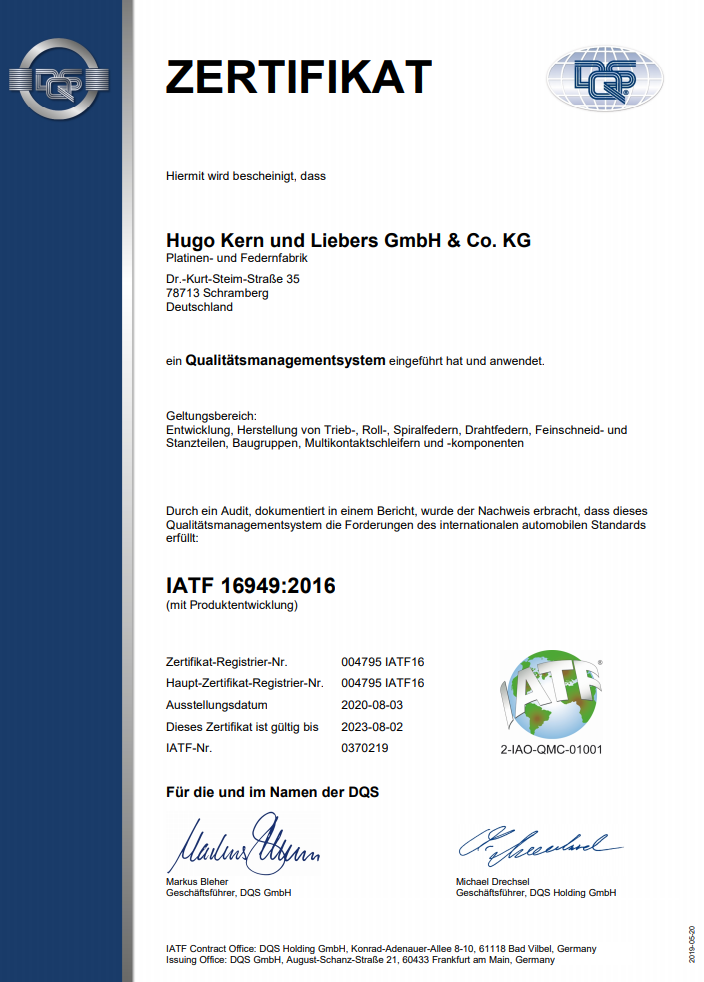 DQS
ZERTIFIKAT
DQS®
Hiermit wird bescheinigt, dass
Hugo Kern und Liebers GmbH & Co. KG
Platinen- und Federnfabrik
Dr.-Kurt-Steim-Straße 35
78713 Schramberg
Deutschland
ein Qualitätsmanagementsystem eingeführt hat und anwendet.
Geltungsbereich:
Entwicklung, Herstellung von Trieb-, Roll-, Spiralfedern, Drahtfedern, Feinschneid- und
Stanzteilen, Baugruppen, Multikontaktschleifern und -komponenten
Durch ein Audit, dokumentiert in einem Bericht, wurde der Nachweis erbracht, dass dieses
Qualitätsmanagementsystem die Forderungen des internationalen automobilen Standards
erfüllt:
IATF 16949:2016
(mit Produktentwicklung)
Zertifikat-Registrier-Nr. 004795 IATF16
Haupt-Zertifikat-Registrier-Nr. 004795 IATF16
Ausstellungsdatum 2020-08-03
Dieses Zertifikat ist gültig bis 2023-08-02
IATF-Nr. 0370219
IATF®
2-IAO-QMC-01001
Für die und im Namen der DQS
Markus Bleher
Geschäftsführer, DQS GmbH
Michael Drechsel
Geschäftsführer, DQS Holding GmbH
IATF Contract Office: DQS Holding GmbH, Konrad-Adenauer-Allee 8-10, 61118 Bad Vilbel, Germany
Issuing Office: DQS GmbH, August-Schanz-Straße 21, 60433 Frankfurt am Main, Germany
2019-05-20